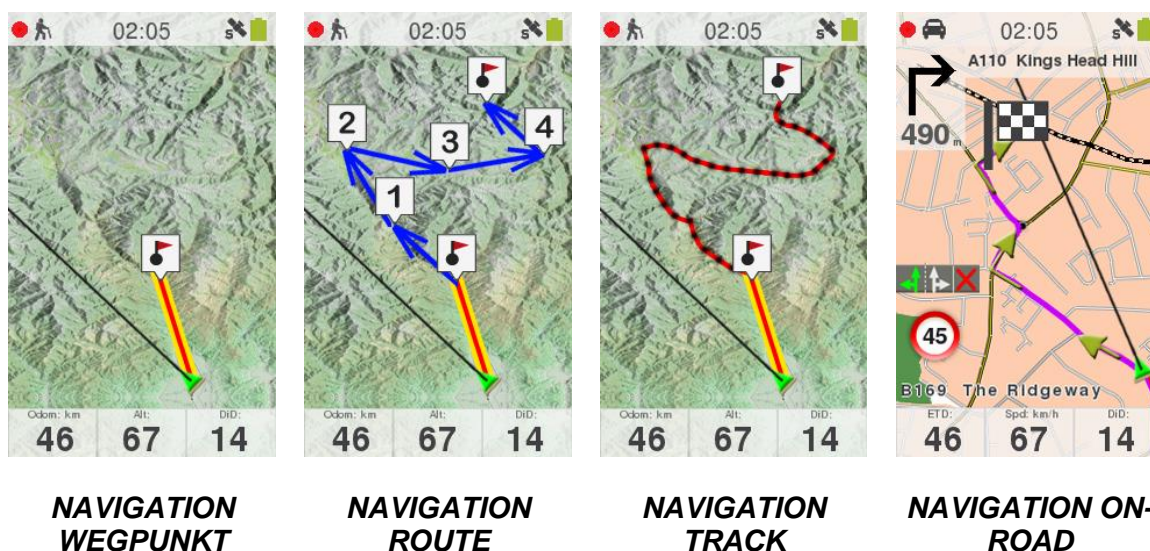 02:05
S
Odom: km
Alt:
DiD:
46
67
14
NAVIGATION
WEGPUNKT
02:05
S
2
3
4
1
Odom: km
Alt:
DiD:
46
67
14
NAVIGATION
ROUTE
02:05
S
Odom: km
Alt:
DiD:
46
67
14
NAVIGATION
TRACK
02:05
S
A110 Kings Head Hill
490 m
45
B169 The Ridgeway
ETD:
Spd: km/h
DiD:
46
67
14
NAVIGATION ON-
ROAD